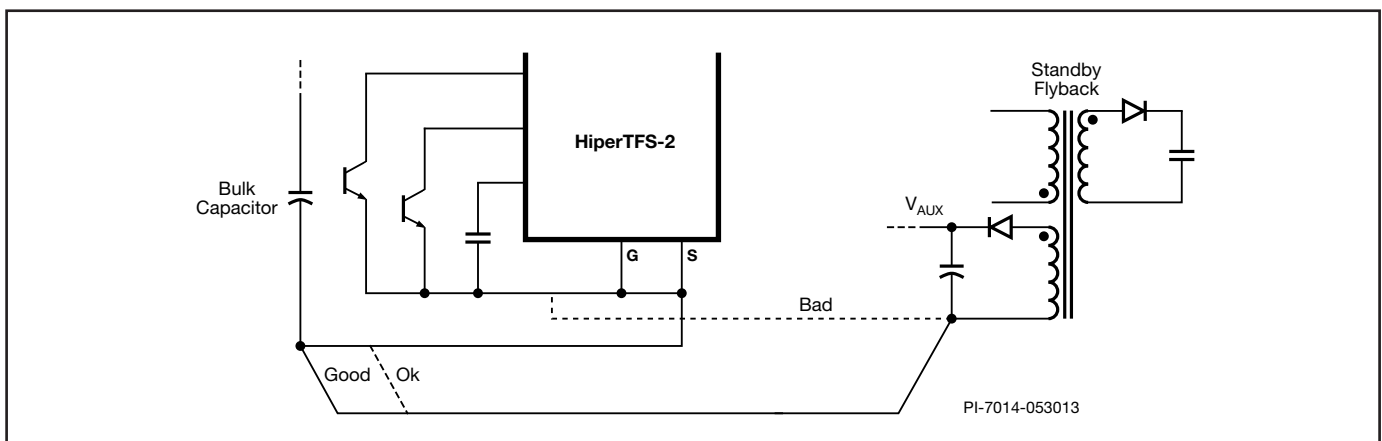 Standby
Flyback
HiperTFS-2
Bulk
Capacitor
VAUX
G
S
Bad
Good
Ok
PI-7014-053013